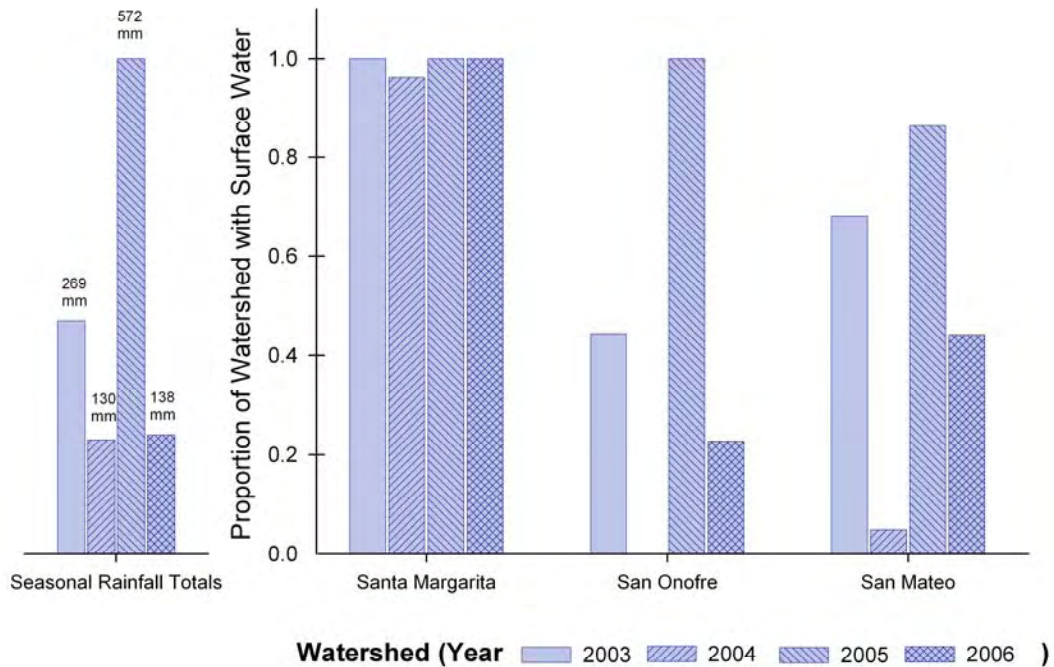 572
mm
269
mm
130
mm
138
mm
Seasonal Rainfall Totals
Proportion of Watershed with Surface Water
1.0
0.8
0.6
0.4
0.2
0.0
Santa Margarita
San Onofre
San Mateo
Watershed (Year 2003 2004 2005 2006 )